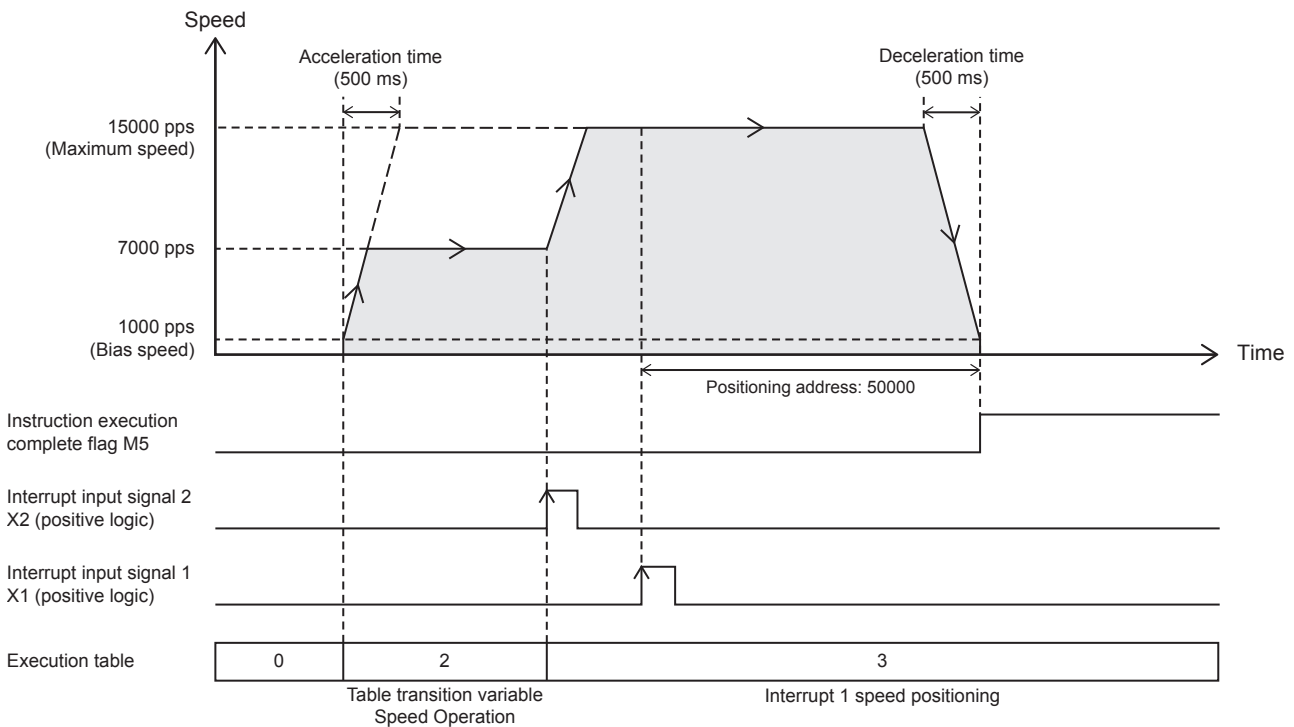 Speed
Acceleration time
(500 ms)
Deceleration time
(500 ms)
15000 pps
(Maximum speed)
7000 pps
1000 pps
(Bias speed)
Time
Positioning address: 50000
Instruction execution
complete flag M5
Interrupt input signal 2
X2 (positive logic)
Interrupt input signal 1
X1 (positive logic)
Execution table
0
2
3
Table transition variable
Speed Operation
Interrupt 1 speed positioning